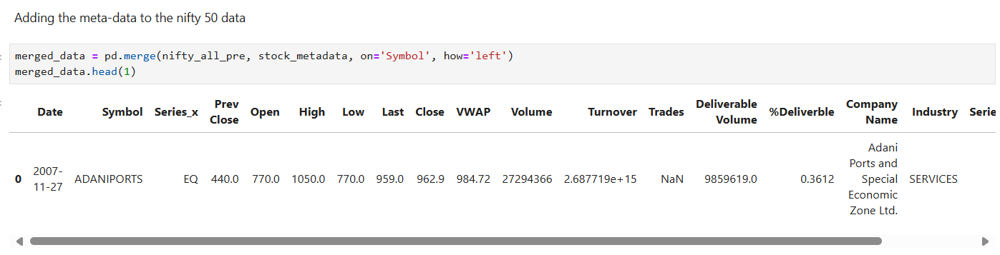 Adding the meta-data to the nifty 50 data
merged_data = pd.merge(nifty_all_pre, stock_metadata, on='Symbol', how='left')
merged_data.head(1)
Date Symbol Series_x Prev Close Open High Low Last Close VWAP Volume Turnover Trades Deliverable Volume %Deliverble Company Name Industry Serie
0 2007-11-27 ADANIPORTS EQ 440.0 770.0 1050.0 770.0 959.0 962.9 984.72 27294366 2.687719e+15 NaN 9859619.0 0.3612 Adani Ports and Special Economic Zone Ltd. SERVICES